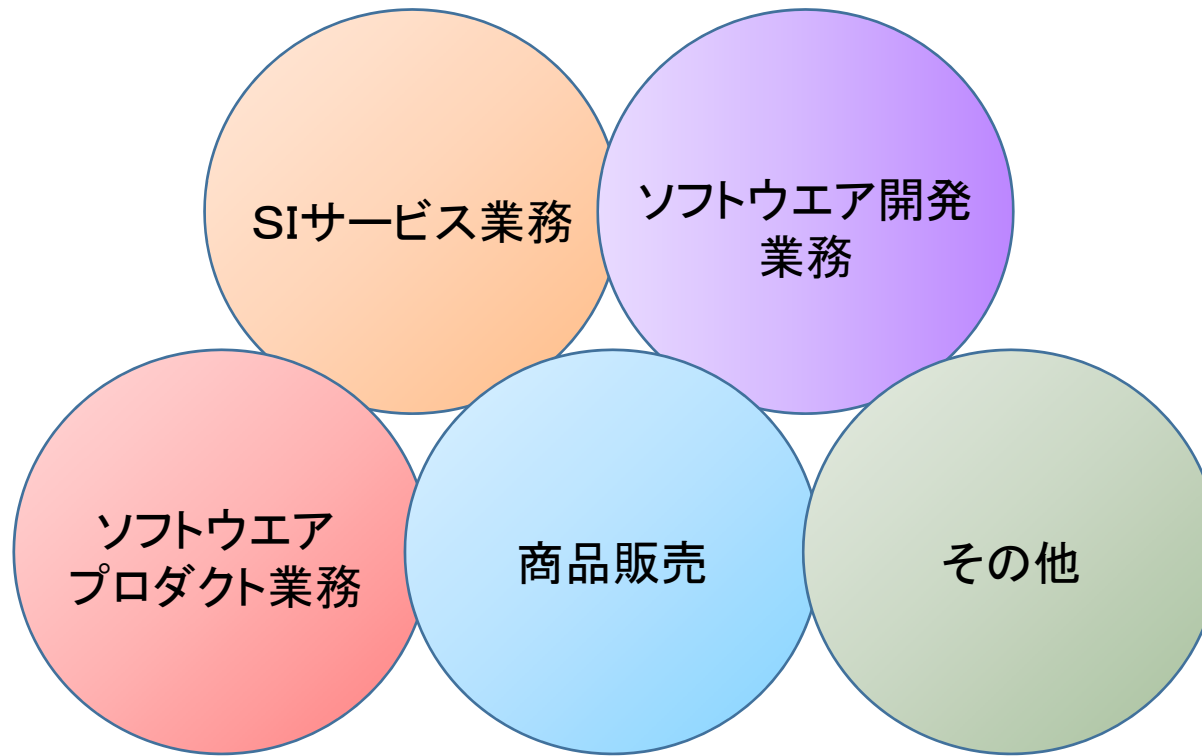 SIサービス業務
ソフトウエア開発
業務
ソフトウエア
プロダクト業務
商品販売
その他